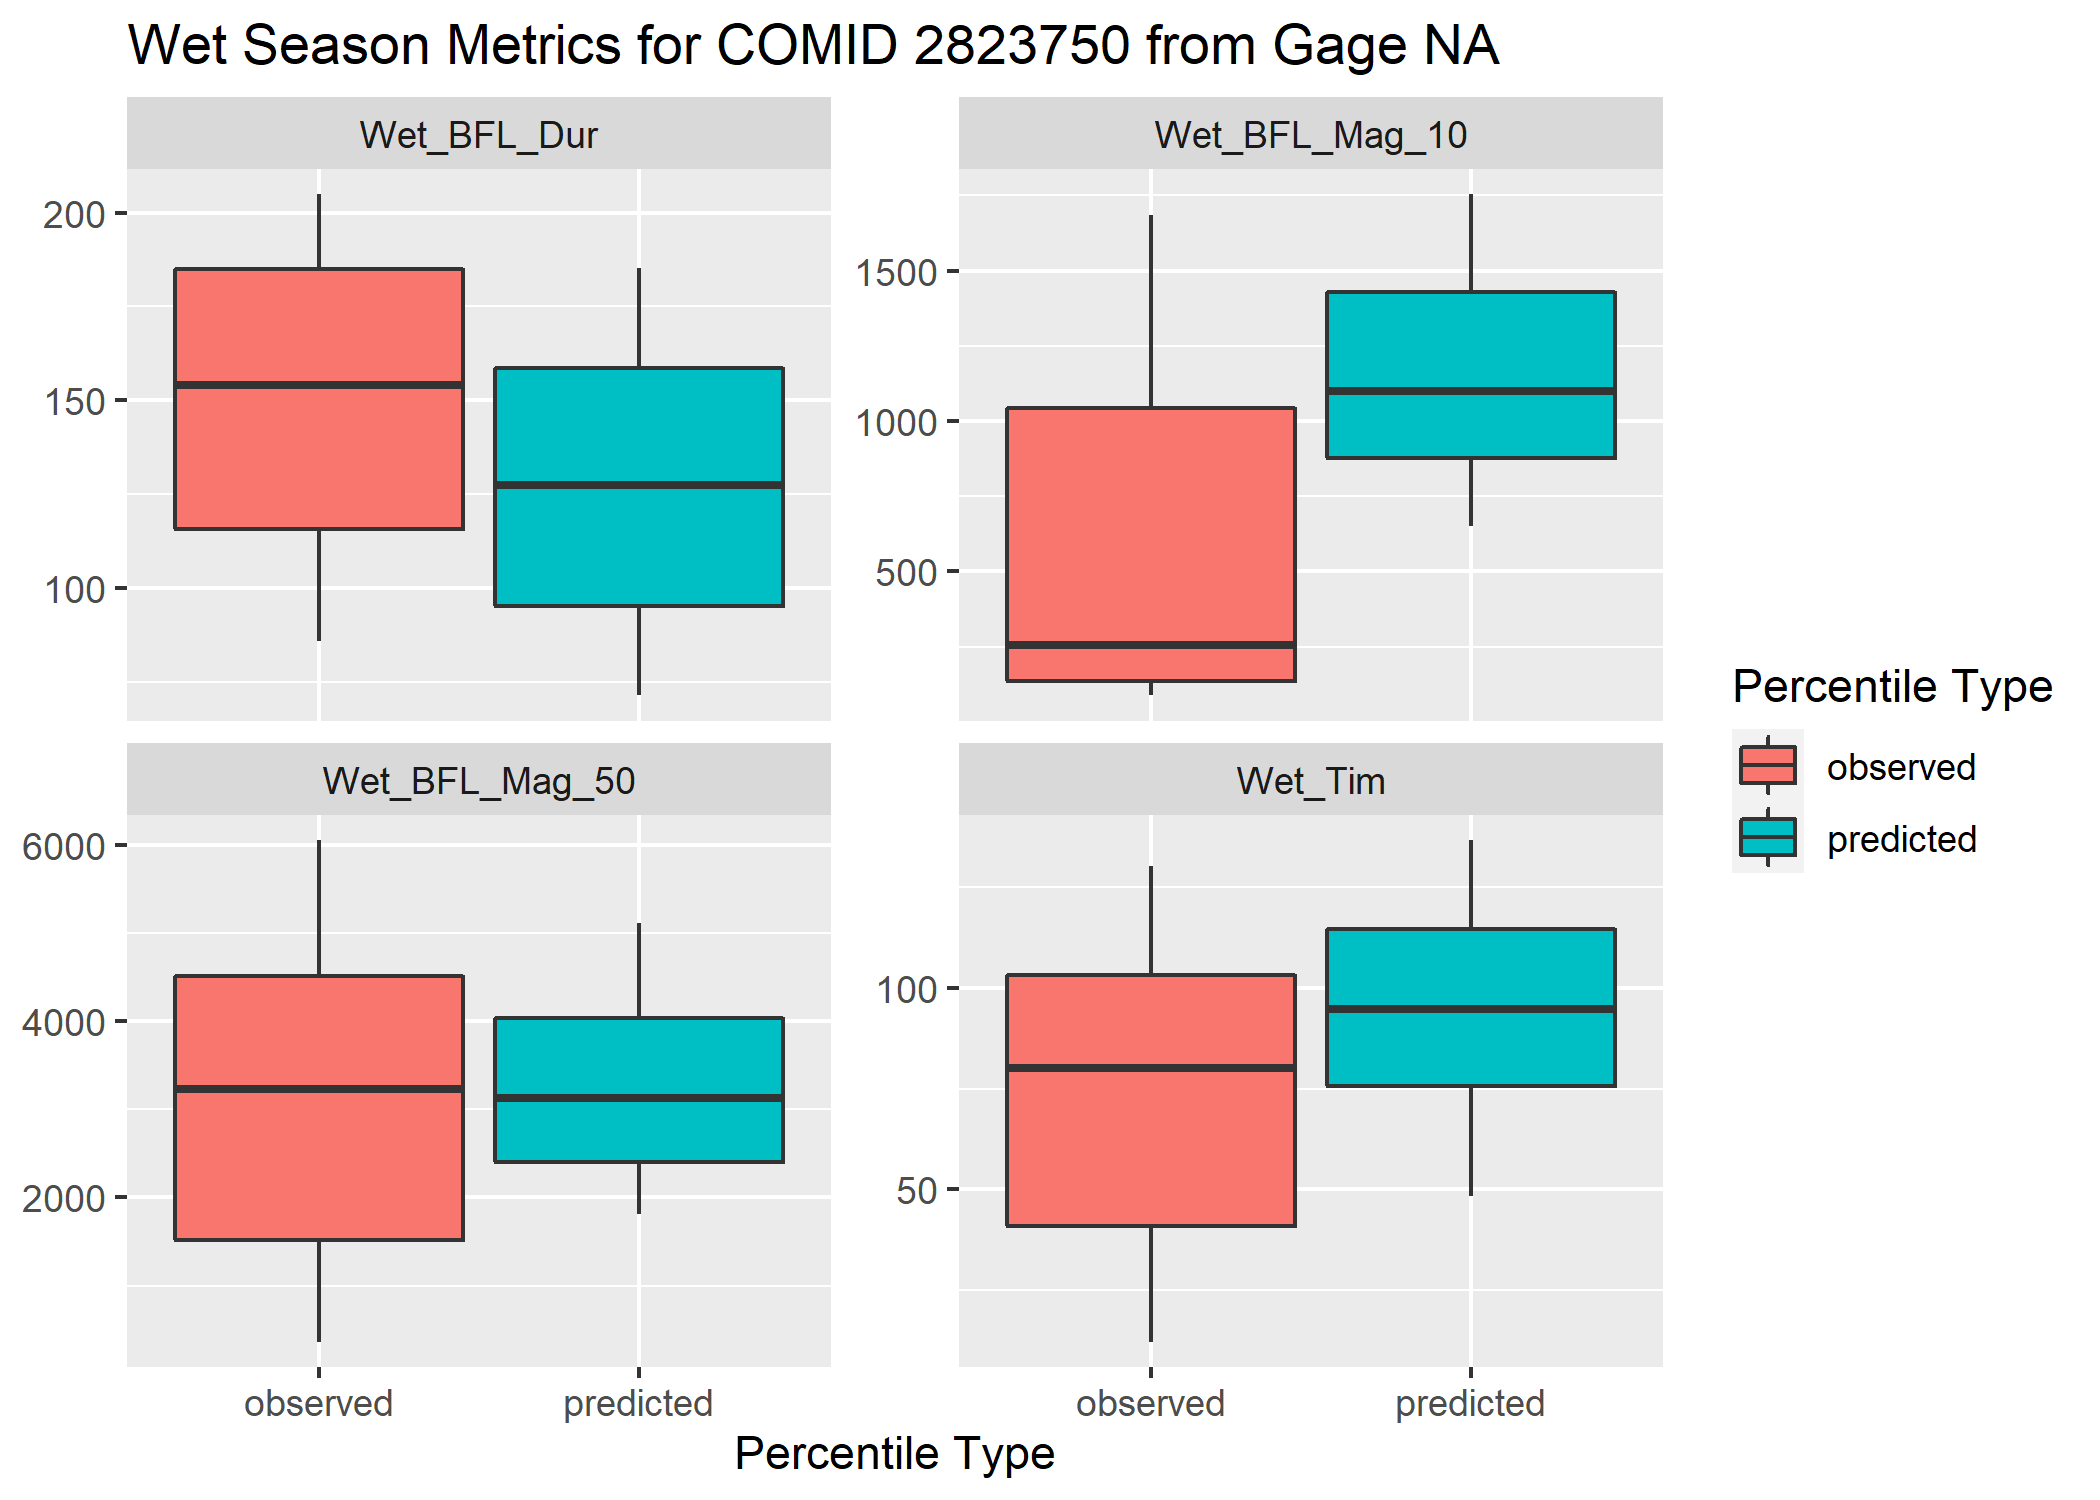 Wet Season Metrics for COMID 2823750 from Gage NA
Wet_BFL_Dur
Wet_BFL_Mag_10
200
150
100
1500
1000
500
Wet_BFL_Mag_50
Wet_Tim
6000
4000
2000
100
50
observed
predicted
observed
predicted
Percentile Type
Percentile Type
observed
predicted